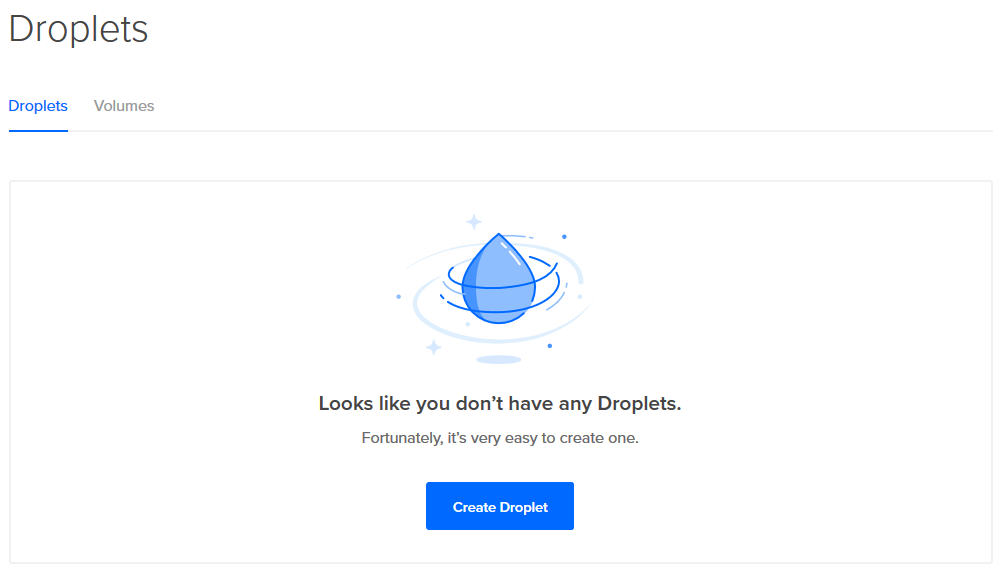 Droplets
Droplets Volumes
Looks like you don’t have any Droplets.
Fortunately, it’s very easy to create one.
Create Droplet